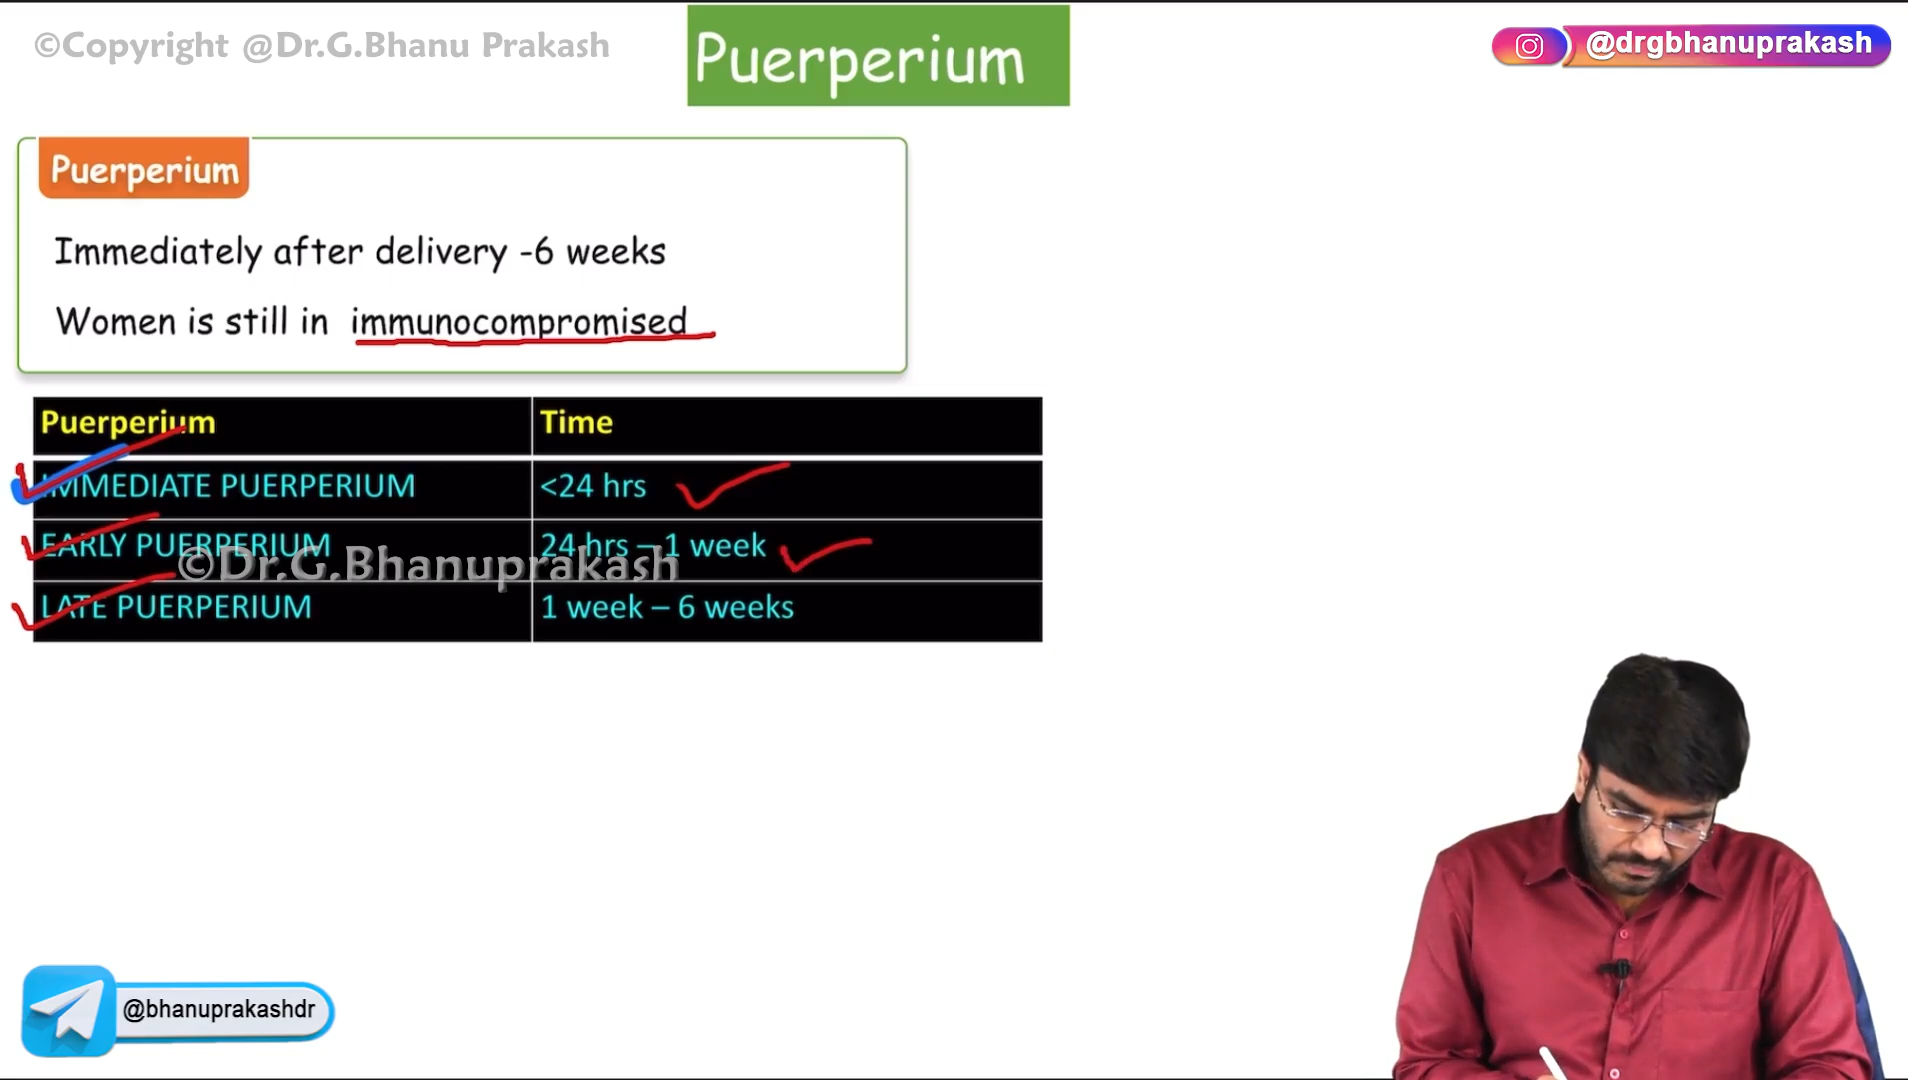 ©Copyright @Dr.G.Bhanu Prakash
Puerperium
@drgbhanuprakash
Puerperium
Immediately after delivery -6 weeks
Women is still in immunocompromised
Puerperium Time
IMMEDIATE PUERPERIUM <24 hrs
EARLY PUERPERIUM 24 hrs – 1 week
©Dr.G.Bhanuprakash
LATE PUERPERIUM 1 week – 6 weeks
@bhanuprakashdr